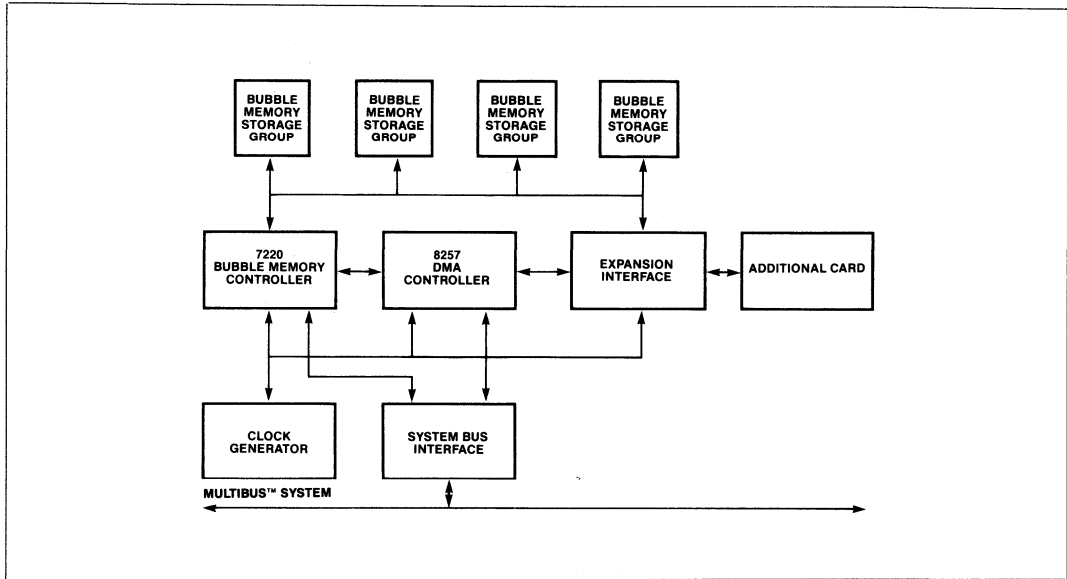 BUBBLE
MEMORY
STORAGE
GROUP
BUBBLE
MEMORY
STORAGE
GROUP
BUBBLE
MEMORY
STORAGE
GROUP
BUBBLE
MEMORY
STORAGE
GROUP
7220
BUBBLE MEMORY
CONTROLLER
8257
DMA
CONTROLLER
EXPANSION
INTERFACE
ADDITIONAL CARD
CLOCK
GENERATOR
SYSTEM BUS
INTERFACE
MULTIBUS™ SYSTEM